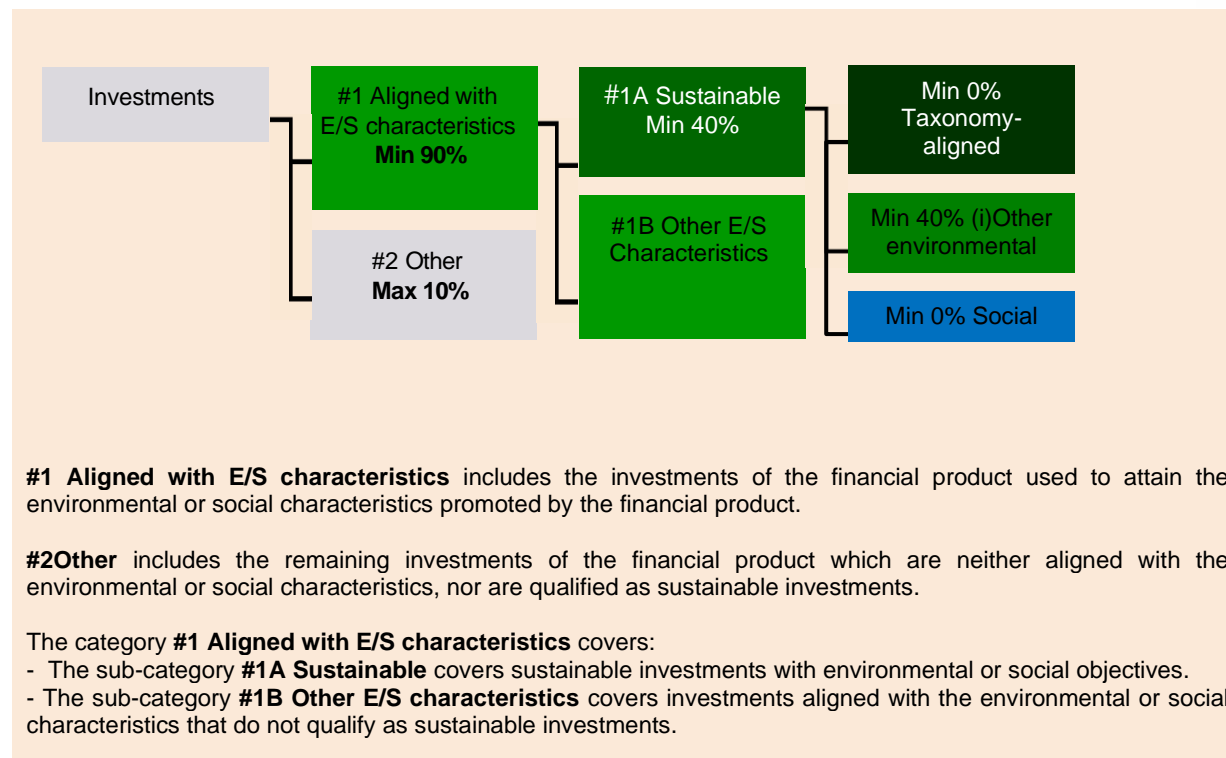 Investments
#1 Aligned with
E/S characteristics
Min 90%
#2 Other
Max 10%
#1A Sustainable
Min 40%
#1B Other E/S
Characteristics
Min 0%
Taxonomy-
aligned
Min 40% (i)Other
environmental
Min 0% Social
#1 Aligned with E/S characteristics includes the investments of the financial product used to attain the
environmental or social characteristics promoted by the financial product.
#2Other includes the remaining investments of the financial product which are neither aligned with the
environmental or social characteristics, nor are qualified as sustainable investments.
The category #1 Aligned with E/S characteristics covers:
- The sub-category #1A Sustainable covers sustainable investments with environmental or social objectives.
- The sub-category #1B Other E/S characteristics covers investments aligned with the environmental or social
characteristics that do not qualify as sustainable investments.